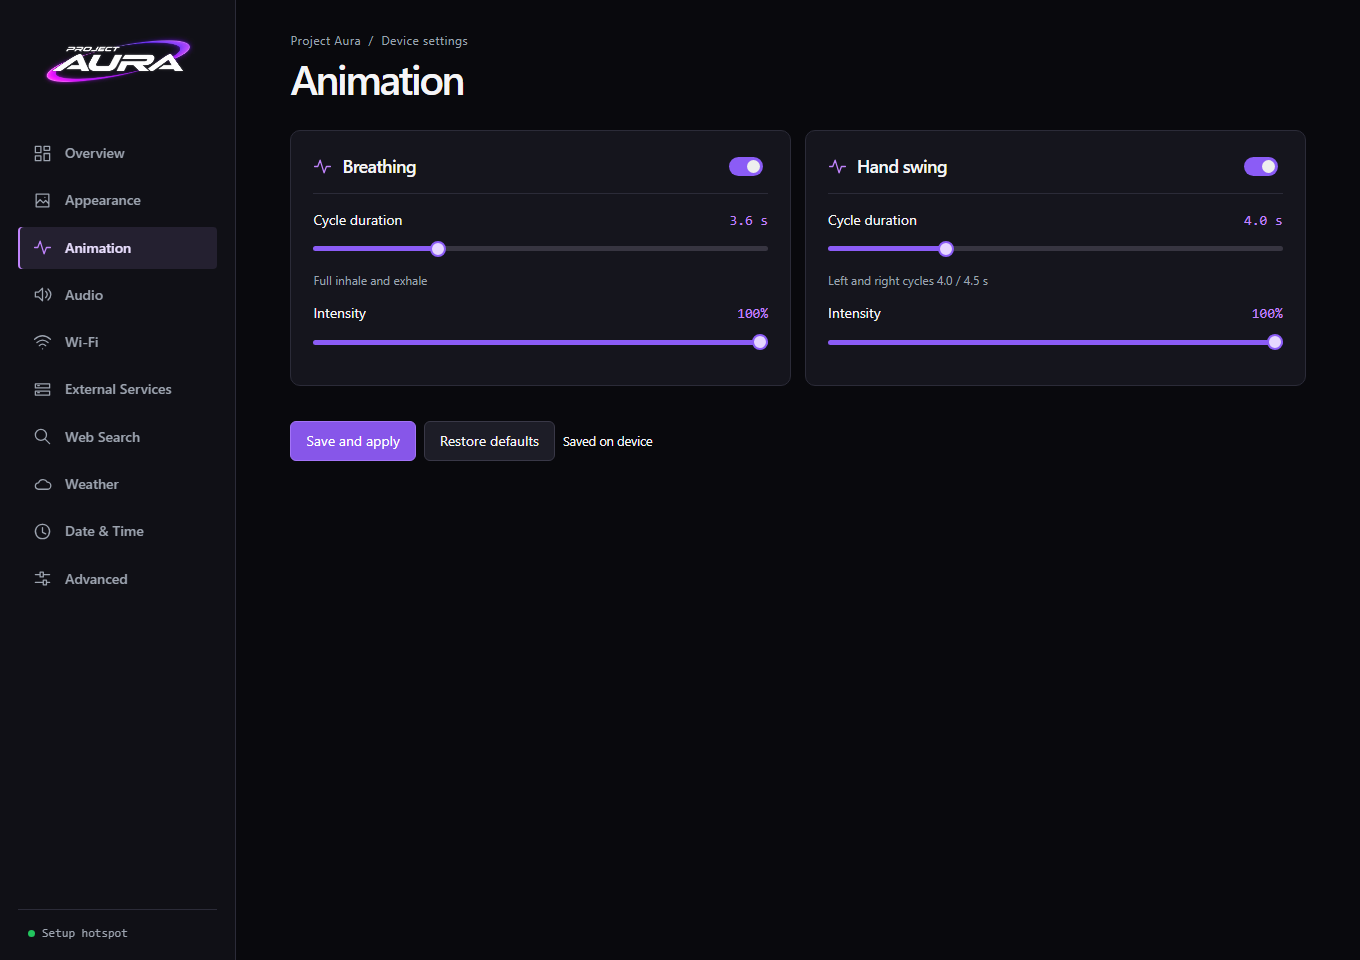 PROJECT
AURA
Overview
Appearance
Animation
Audio
Wi-Fi
External Services
Web Search
Weather
Date & Time
Advanced
Setup hotspot
Project Aura / Device settings
Animation
Breathing
Cycle duration 3.6 s
Full inhale and exhale
Intensity 100%
Hand swing
Cycle duration 4.0 s
Left and right cycles 4.0 / 4.5 s
Intensity 100%
Save and apply Restore defaults Saved on device